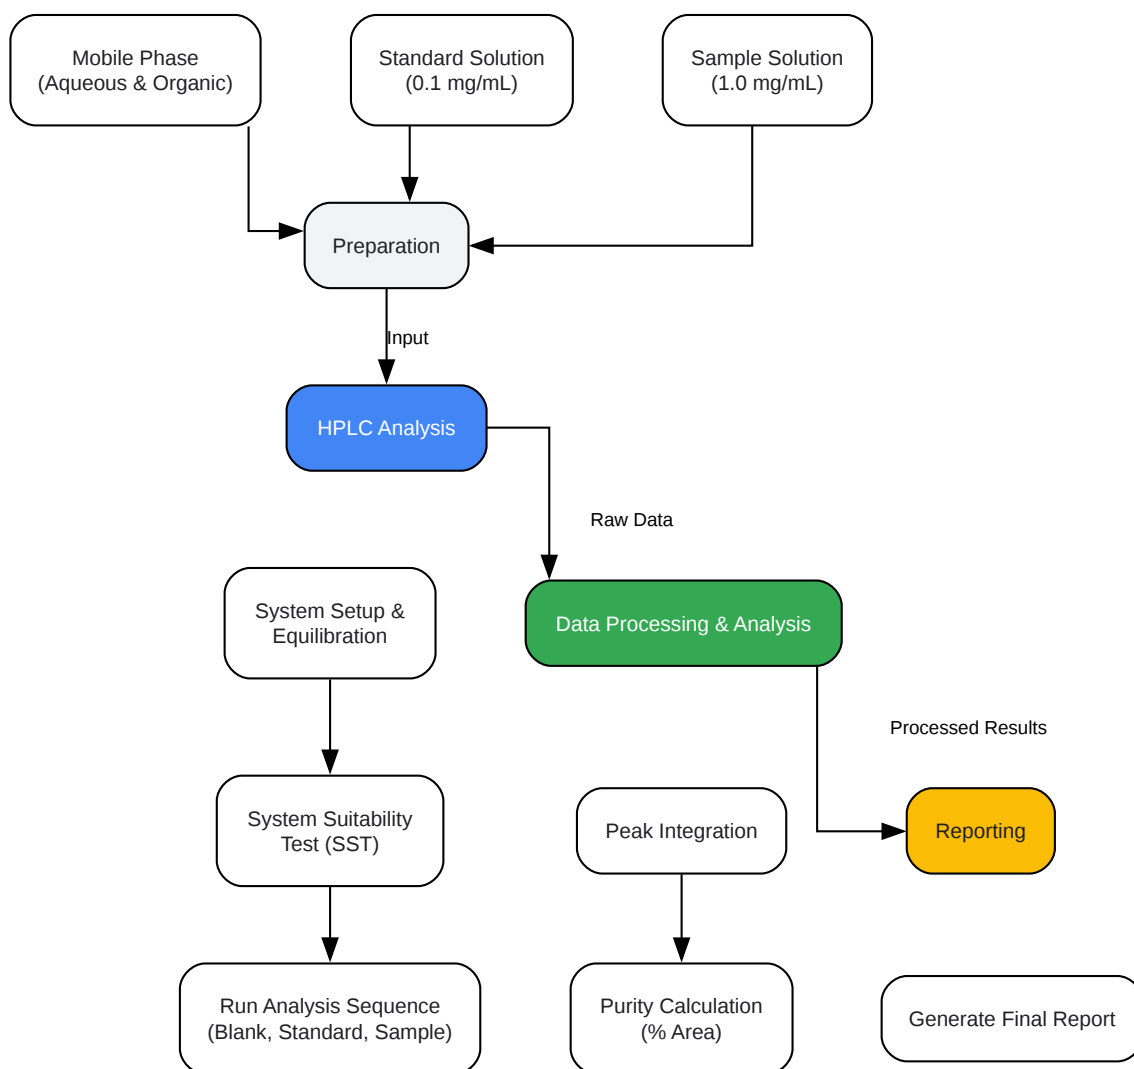 Mobile Phase
(Aqueous & Organic)
Standard Solution
(0.1 mg/mL)
Sample Solution
(1.0 mg/mL)
Preparation
Input
HPLC Analysis
Raw Data
System Setup &
Equilibration
Data Processing & Analysis
Processed Results
System Suitability
Test (SST)
Peak Integration
Reporting
Run Analysis Sequence
(Blank, Standard, Sample)
Purity Calculation
(% Area)
Generate Final Report